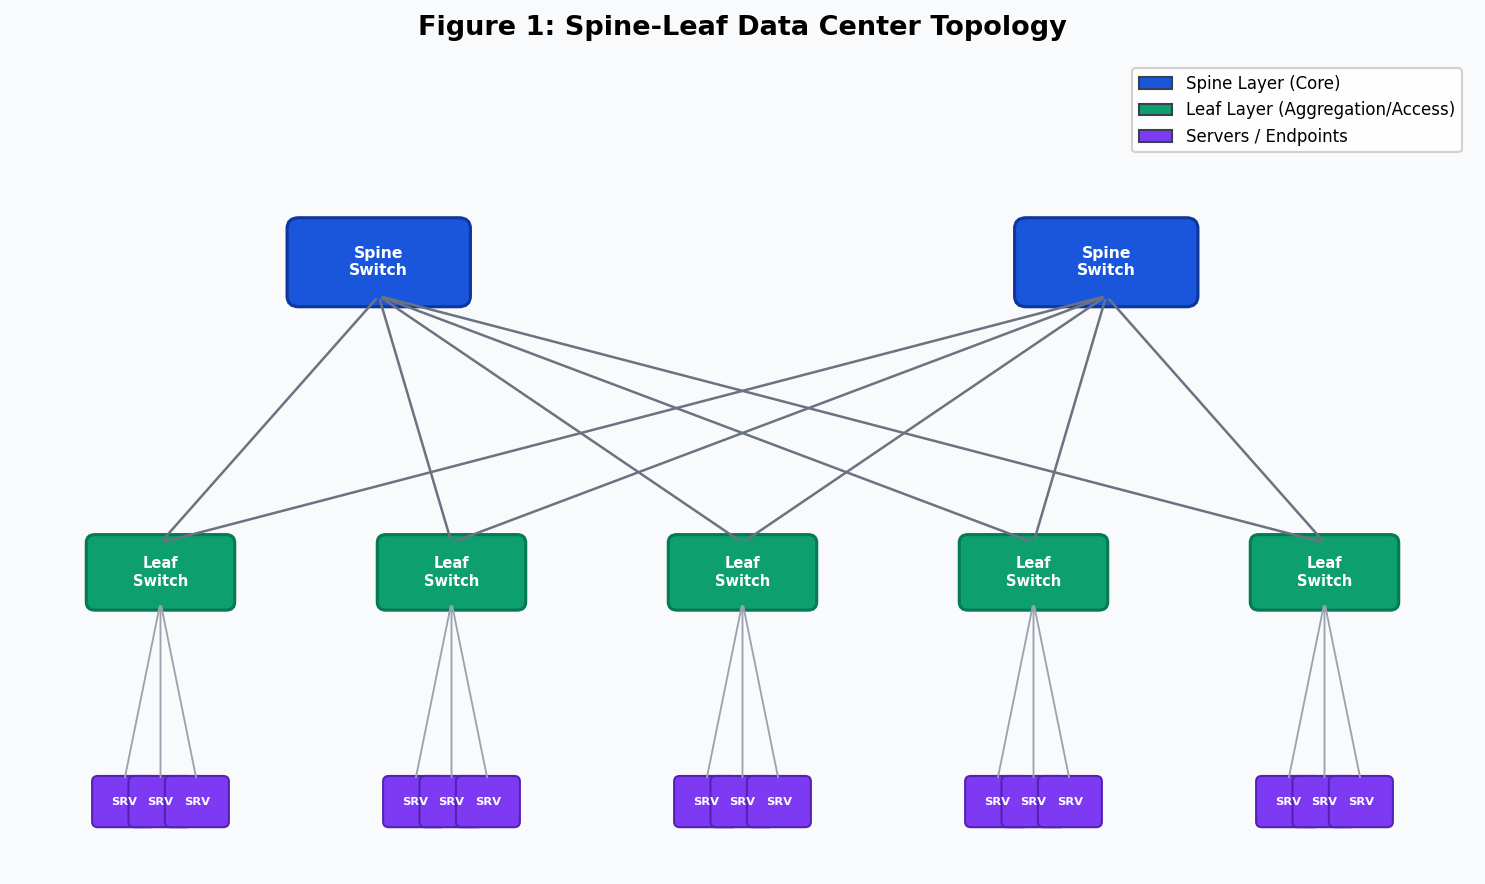 Figure 1: Spine-Leaf Data Center Topology
Spine Layer (Core)
Leaf Layer (Aggregation/Access)
Servers / Endpoints
Spine
Switch
Spine
Switch
Leaf
Switch
Leaf
Switch
Leaf
Switch
Leaf
Switch
Leaf
Switch
SRV SRV SRV
SRV SRV SRV
SRV SRV SRV
SRV SRV SRV
SRV SRV SRV